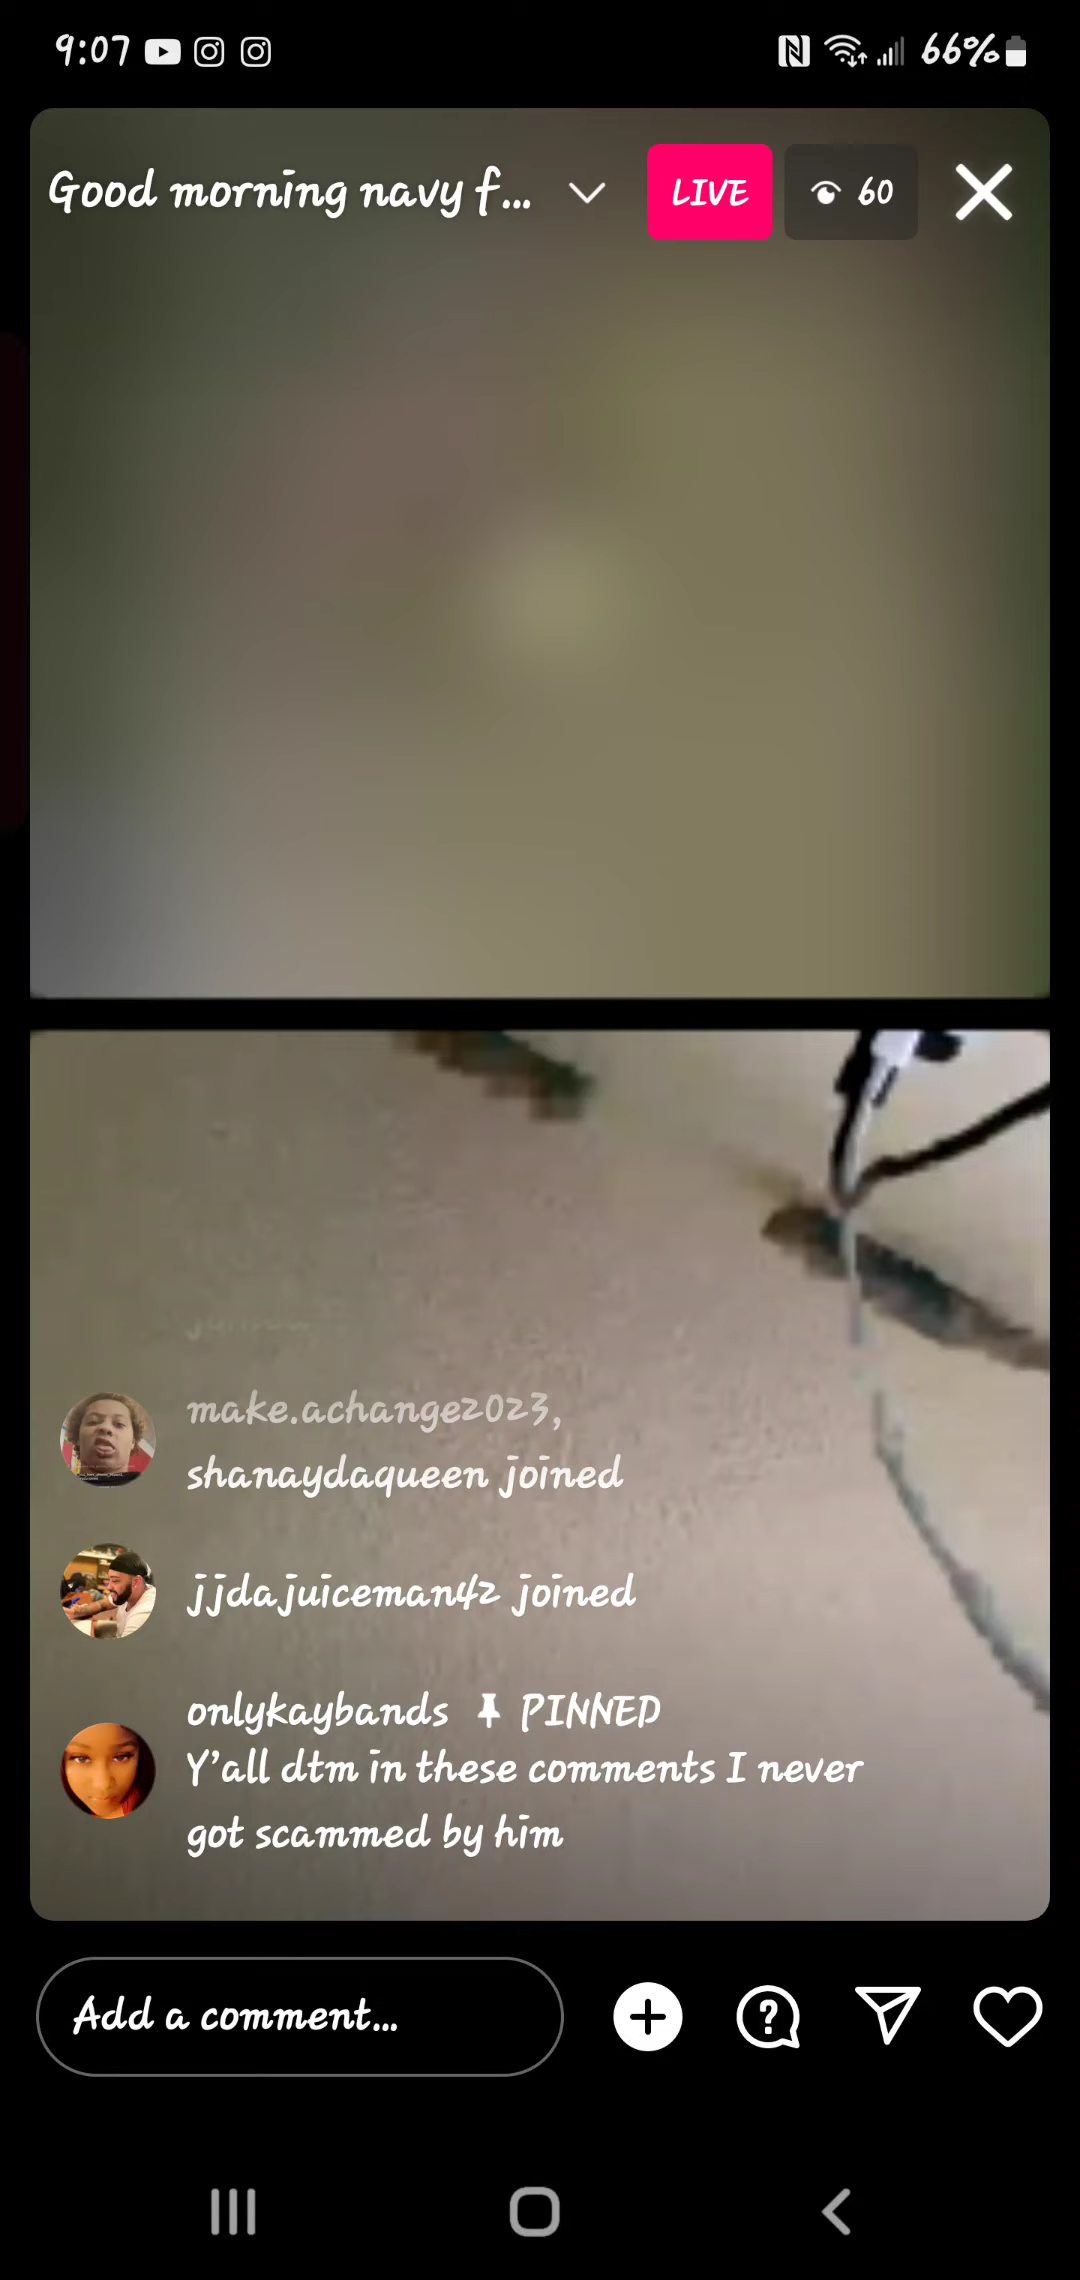 9:07 66%
Good morning navy f... LIVE 60
make.achange2023,
shanaydaqueen joined
jjdajuiceman42 joined
onlykaybands PINNED
Y'all dtm in these comments I never
got scammed by him
Add a comment...